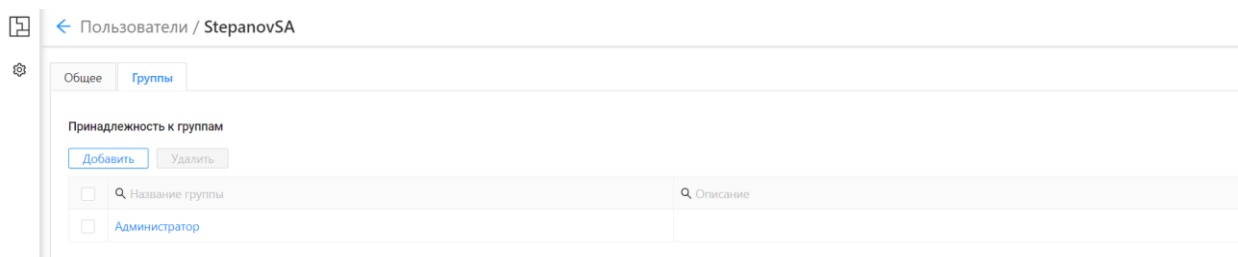 Пользователи / StepanovSA
Общее Группы
Принадлежность к группам
Добавить Удалить
Название группы Описание
Администратор